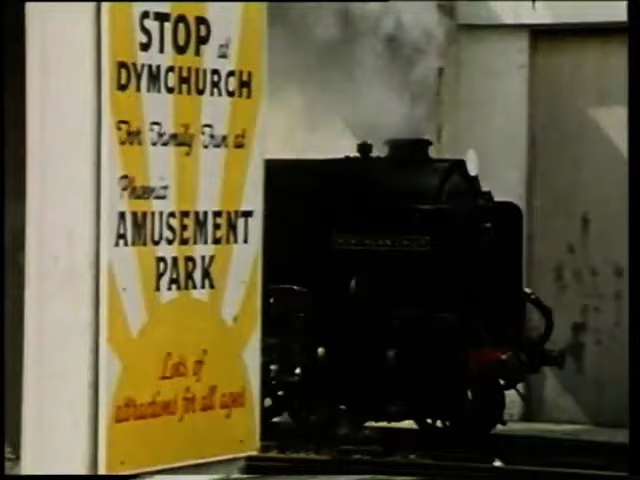 STOP at
DYMCHURCH
For Family Fun at
Phoenix
AMUSEMENT
PARK
Lots of
attractions for all ages